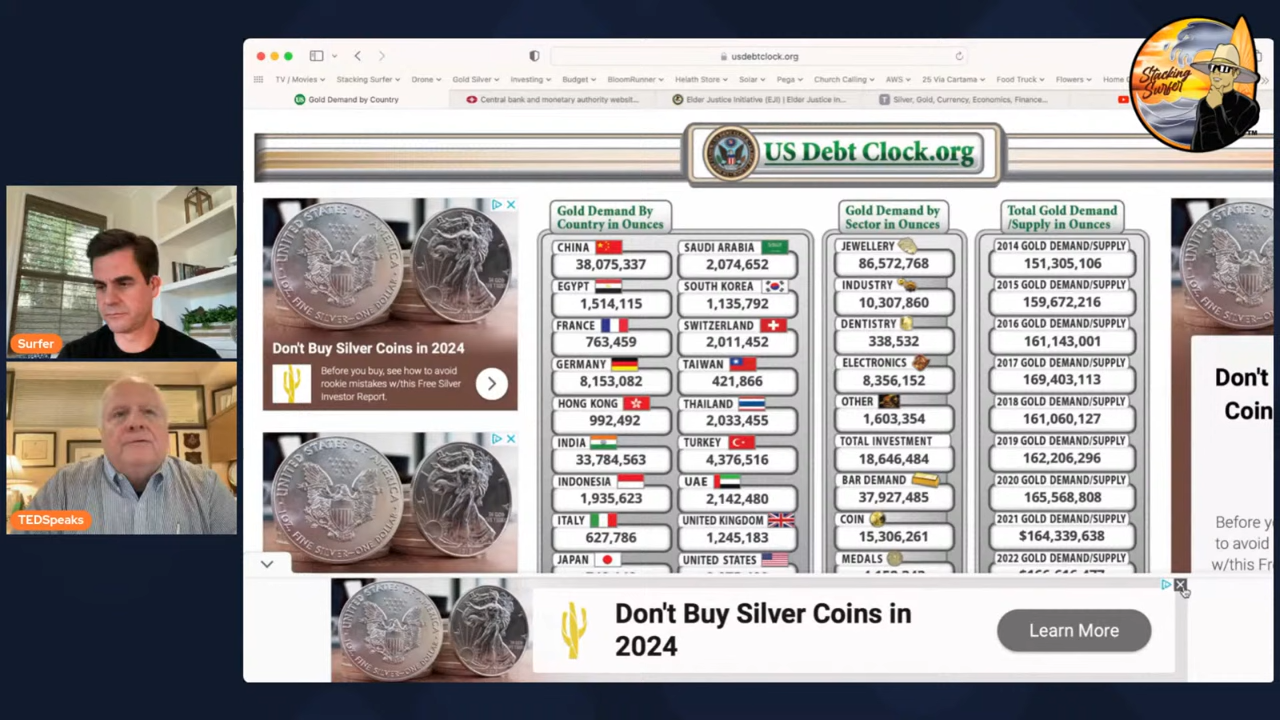 usdebtclock.org
TV / Movies
Stacking Surfer
Drone
Gold Silver
Investing
Budget
BloomRunner
Helath Store
Solar
Pega
Church Calling
AWS
25 Via Cartama
Food Truck
Flowers
Home
Gold Demand by Country
Central bank and monetary authority websit...
Elder Justice Initiative (EJI) | Elder Justice In...
Silver, Gold, Currency, Economics, Finance...
Stacking
Surfer
TM
US Debt Clock.org
Don't Buy Silver Coins in 2024
Before you buy, see how to avoid
rookie mistakes w/this Free Silver
Investor Report.
Gold Demand By
Country in Ounces
CHINA
38,075,337
SAUDI ARABIA
2,074,652
EGYPT
1,514,115
SOUTH KOREA
1,135,792
FRANCE
763,459
SWITZERLAND
2,011,452
GERMANY
8,153,082
TAIWAN
421,866
HONG KONG
992,492
THAILAND
2,033,455
INDIA
33,784,563
TURKEY
4,376,516
INDONESIA
1,935,623
UAE
2,142,480
ITALY
627,786
UNITED KINGDOM
1,245,183
JAPAN
UNITED STATES
Gold Demand by
Sector in Ounces
JEWELLERY
86,572,768
INDUSTRY
10,307,860
DENTISTRY
338,532
ELECTRONICS
8,356,152
OTHER
1,603,354
TOTAL INVESTMENT
18,646,484
BAR DEMAND
37,927,485
COIN
15,306,261
MEDALS
Total Gold Demand
/Supply in Ounces
2014 GOLD DEMAND/SUPPLY
151,305,106
2015 GOLD DEMAND/SUPPLY
159,672,216
2016 GOLD DEMAND/SUPPLY
161,143,001
2017 GOLD DEMAND/SUPPLY
169,403,113
2018 GOLD DEMAND/SUPPLY
161,060,127
2019 GOLD DEMAND/SUPPLY
162,206,296
2020 GOLD DEMAND/SUPPLY
165,568,808
2021 GOLD DEMAND/SUPPLY
$164,339,638
2022 GOLD DEMAND/SUPPLY
Don't
Coin
Before y
to avoid
w/this Fr
Surfer
TEDSpeaks
Don't Buy Silver Coins in
2024
Learn More